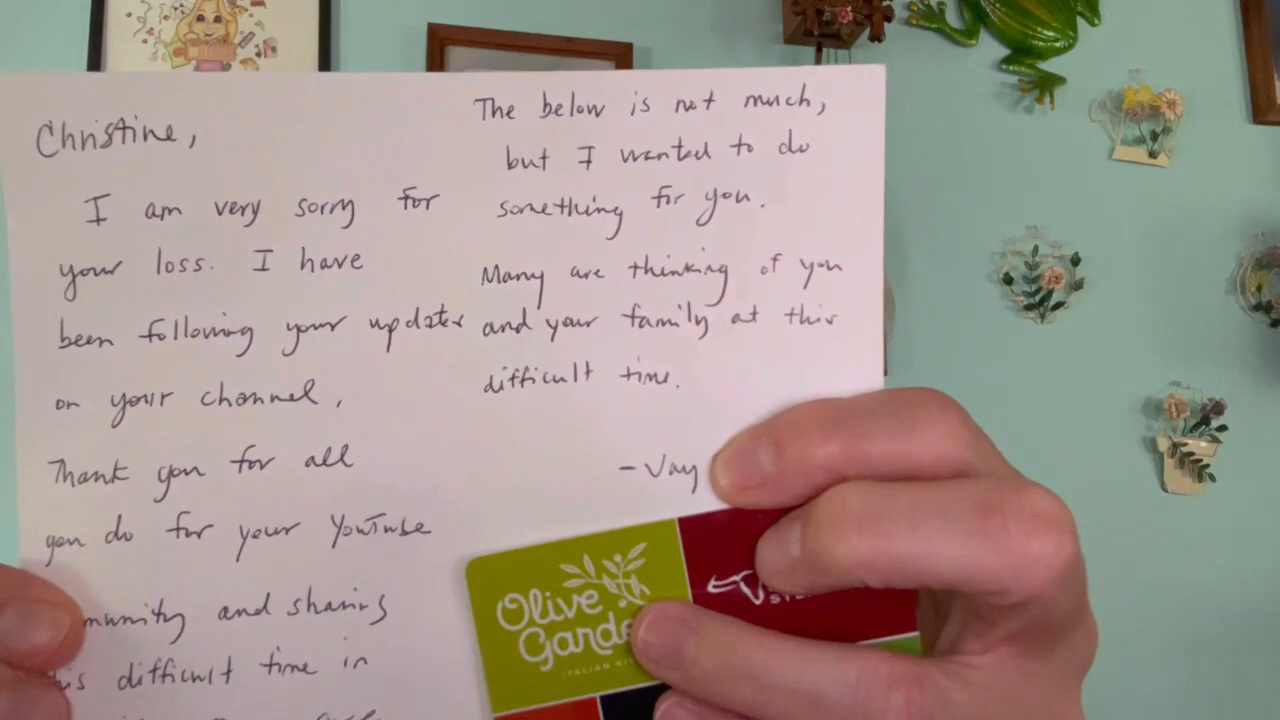 Christine,
I am very sorry for
your loss. I have
been following your updates
on your channel.
Thank you for all
you do for your YouTube
and sharing
difficult time in
The below is not much,
but I wanted to do
something for you.
Many are thinking of you
and your family at this
difficult time.
- Vay
Olive
ITALIAN